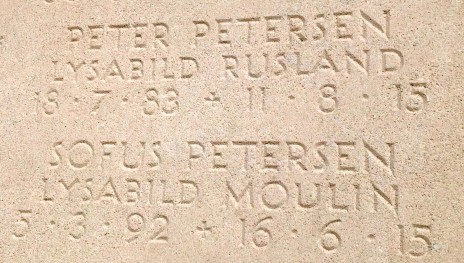 PETER PETERSEN
LYSABILD RUSLAND
18 · 7 · 83 + 11 · 8 · 15
SOFUS PETERSEN
LYSABILD MOULIN
5 · 3 · 92 + 16 · 6 · 15